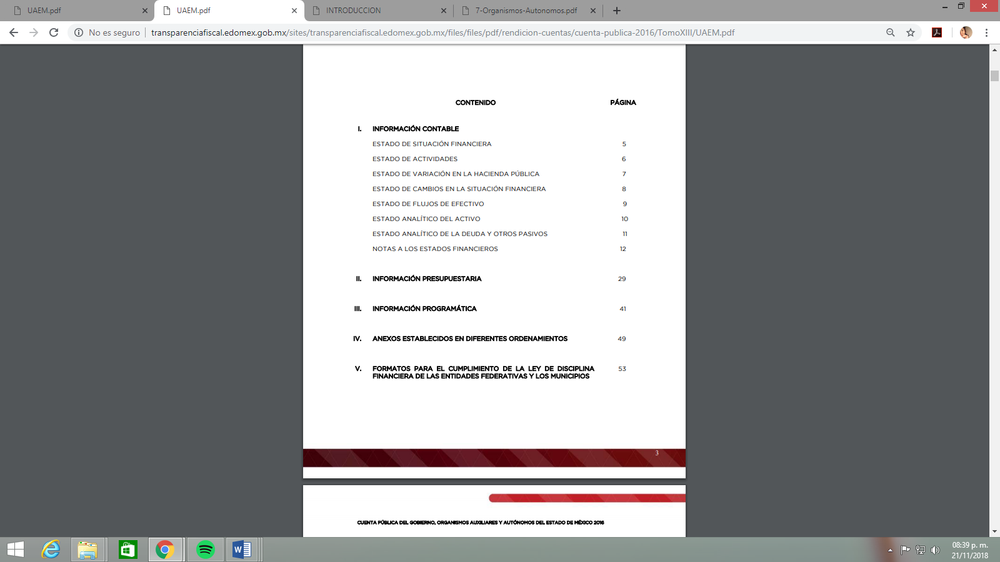 UAEM.pdf
UAEM.pdf
INTRODUCCION
7-Organismos-Autonomos.pdf
No es seguro
transparenciafiscal.edomex.gob.mx/sites/transparenciafiscal.edomex.gob.mx/files/files/pdf/rendicion-cuentas/cuenta-publica-2016/TomoXIII/UAEM.pdf
CONTENIDO PÁGINA
I. INFORMACIÓN CONTABLE
ESTADO DE SITUACIÓN FINANCIERA 5
ESTADO DE ACTIVIDADES 6
ESTADO DE VARIACIÓN EN LA HACIENDA PÚBLICA 7
ESTADO DE CAMBIOS EN LA SITUACIÓN FINANCIERA 8
ESTADO DE FLUJOS DE EFECTIVO 9
ESTADO ANALÍTICO DEL ACTIVO 10
ESTADO ANALÍTICO DE LA DEUDA Y OTROS PASIVOS 11
NOTAS A LOS ESTADOS FINANCIEROS 12
II. INFORMACIÓN PRESUPUESTARIA 29
III. INFORMACIÓN PROGRAMÁTICA 41
IV. ANEXOS ESTABLECIDOS EN DIFERENTES ORDENAMIENTOS 49
V. FORMATOS PARA EL CUMPLIMIENTO DE LA LEY DE DISCIPLINA 53
FINANCIERA DE LAS ENTIDADES FEDERATIVAS Y LOS MUNICIPIOS
3
CUENTA PÚBLICA DEL GOBIERNO, ORGANISMOS AUXILIARES Y AUTÓNOMOS DEL ESTADO DE MÉXICO 2016
08:39 p. m.
21/11/2018